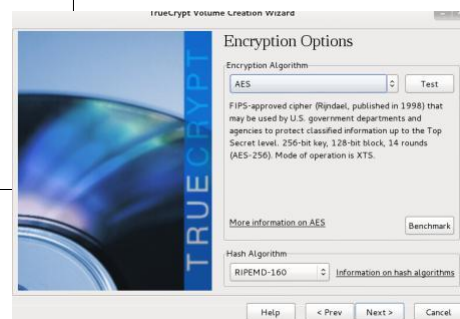 TrueCrypt Volume Creation Wizard
TRUECRYPT
Encryption Options
Encryption Algorithm
AES
Test
FIPS-approved cipher (Rijndael, published in 1998) that
may be used by U.S. government departments and
agencies to protect classified information up to the Top
Secret level. 256-bit key, 128-bit block, 14 rounds
(AES-256). Mode of operation is XTS.
More information on AES
Benchmark
Hash Algorithm
RIPEMD-160
Information on hash algorithms
Help
< Prev
Next >
Cancel